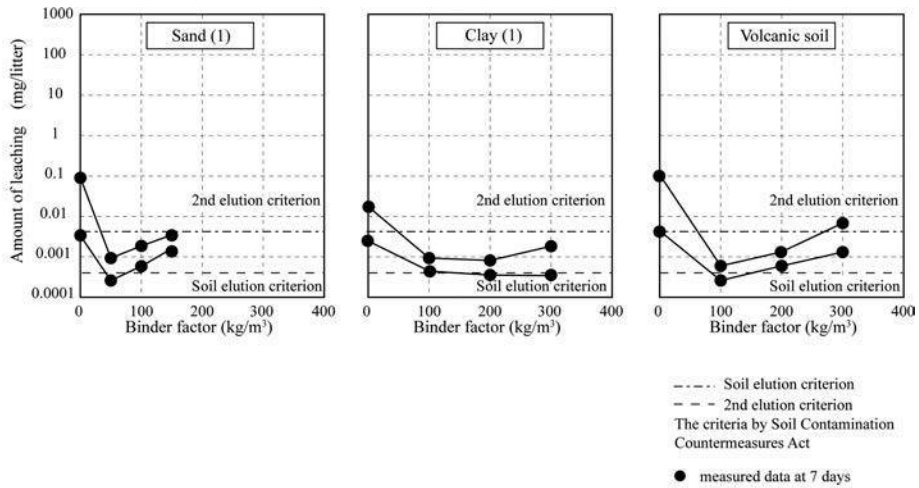 Sand (1)
Clay (1)
Volcanic soil
Amount of leaching (mg/litter)
1000
100
10
1
0.1
0.01
0.001
0.0001
2nd elution criterion
Soil elution criterion
0 100 200 300 400
Binder factor (kg/m³)
2nd elution criterion
Soil elution criterion
0 100 200 300 400
Binder factor (kg/m³)
2nd elution criterion
Soil elution criterion
0 100 200 300 400
Binder factor (kg/m³)
Soil elution criterion
2nd elution criterion
The criteria by Soil Contamination
Countermeasures Act
measured data at 7 days